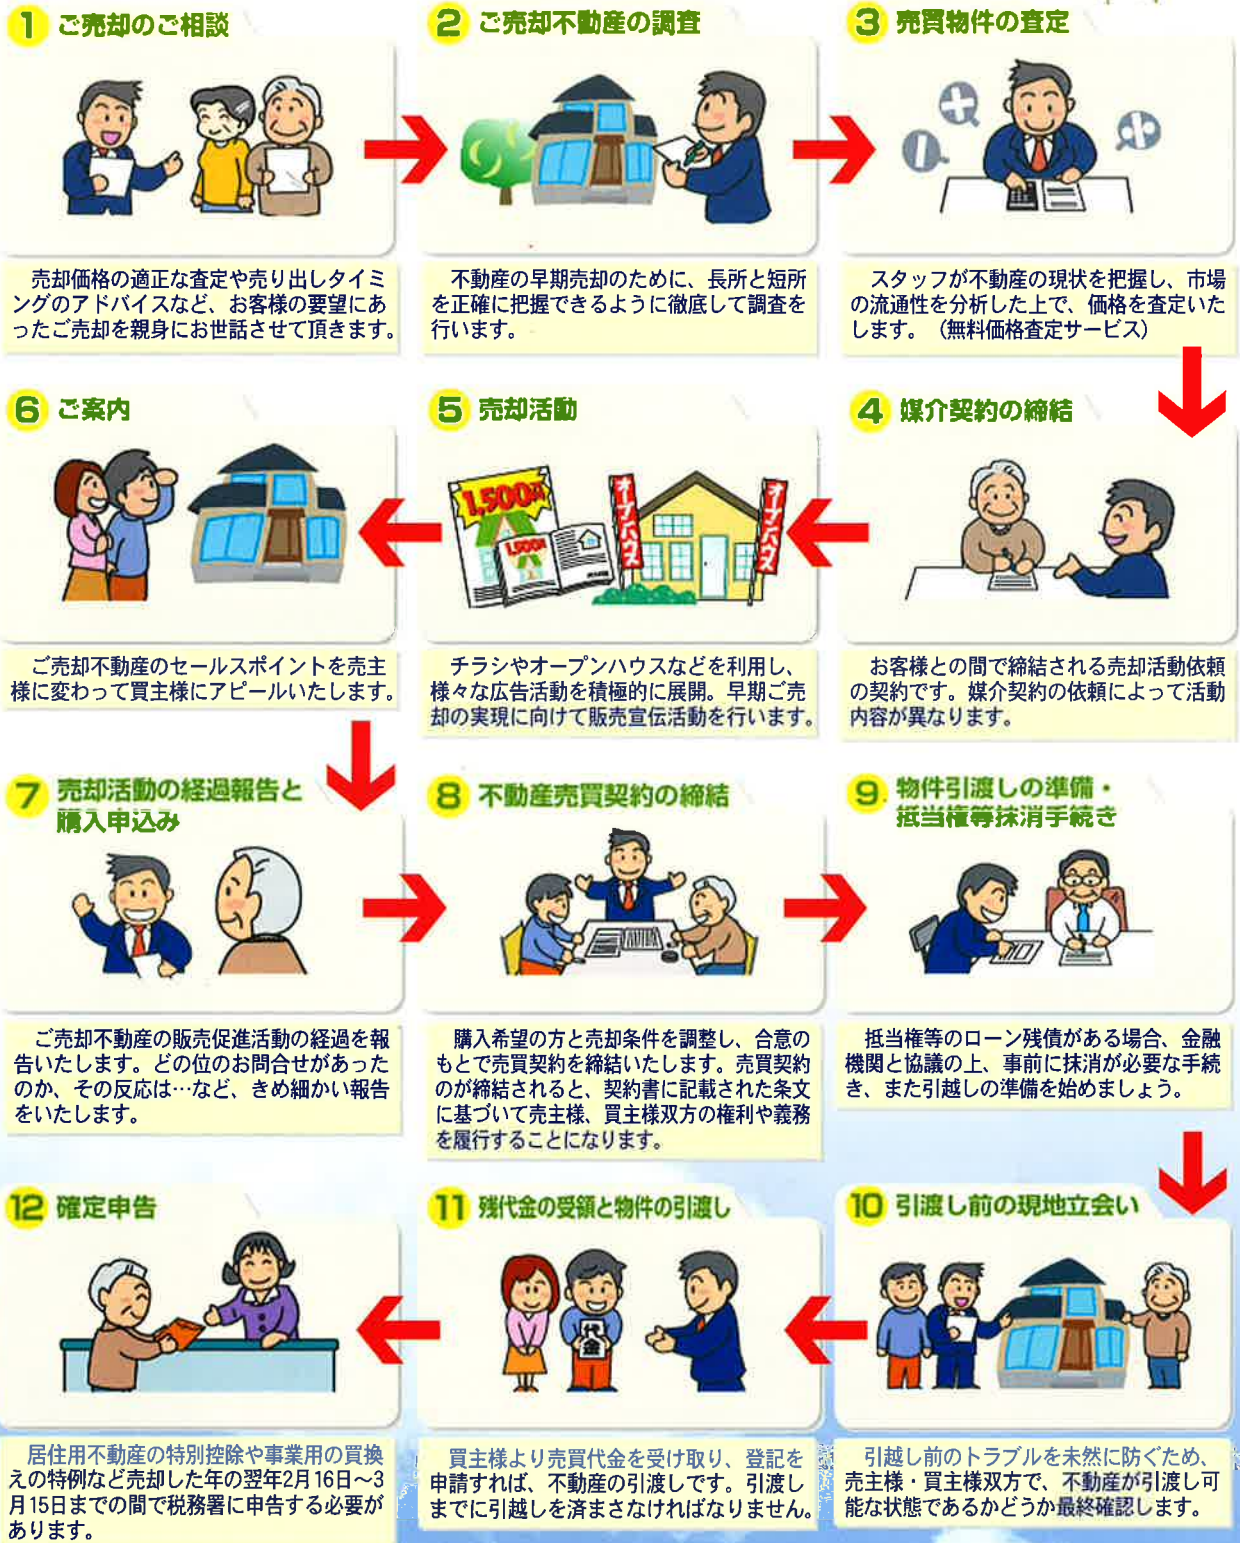 1 ご売却のご相談
売却価格の適正な査定や売り出しタイミ
ングのアドバイスなど、お客様の要望にあ
ったご売却を親身にお世話させて頂きます。
2 ご売却不動産の調査
不動産の早期売却のために、長所と短所
を正確に把握できるように徹底して調査を
行います。
3 売買物件の査定
スタッフが不動産の現状を把握し、市場
の流通性を分析した上で、価格を査定いた
します。（無料価格査定サービス）
4 媒介契約の締結
お客様との間で締結される売却活動依頼
の契約です。媒介契約の依頼によって活動
内容が異なります。
5 売却活動
1,500万
1,500万
オープンハウス
オープンハウス
チラシやオープンハウスなどを利用し、
様々な広告活動を積極的に展開。早期ご売
却の実現に向けて販売宣伝活動を行います。
6 ご案内
ご売却不動産のセールスポイントを売主
様に変わって買主様にアピールいたします。
7 売却活動の経過報告と
購入申込み
ご売却不動産の販売促進活動の経過を報
告いたします。どの位のお問合せがあった
のか、その反応は…など、きめ細かい報告
をいたします。
8 不動産売買契約の締結
購入希望の方と売却条件を調整し、合意の
もとで売買契約を締結いたします。売買契約
のが締結されると、契約書に記載された条文
に基づいて売主様、買主様双方の権利や義務
を履行することになります。
9 物件引渡しの準備・
抵当権等抹消手続き
抵当権等のローン残債がある場合、金融
機関と協議の上、事前に抹消が必要な手続
き、また引越しの準備を始めましょう。
10 引渡し前の現地立会い
引越し前のトラブルを未然に防ぐため、
売主様・買主様双方で、不動産が引渡し可
能な状態であるかどうか最終確認します。
11 残代金の受領と物件の引渡し
代金
買主様より売買代金を受け取り、登記を
申請すれば、不動産の引渡しです。引渡し
までに引越しを済まさなければなりません。
12 確定申告
居住用不動産の特別控除や事業用の買換
えの特例など売却した年の翌年2月16日～3
月15日までの間で税務署に申告する必要が
あります。